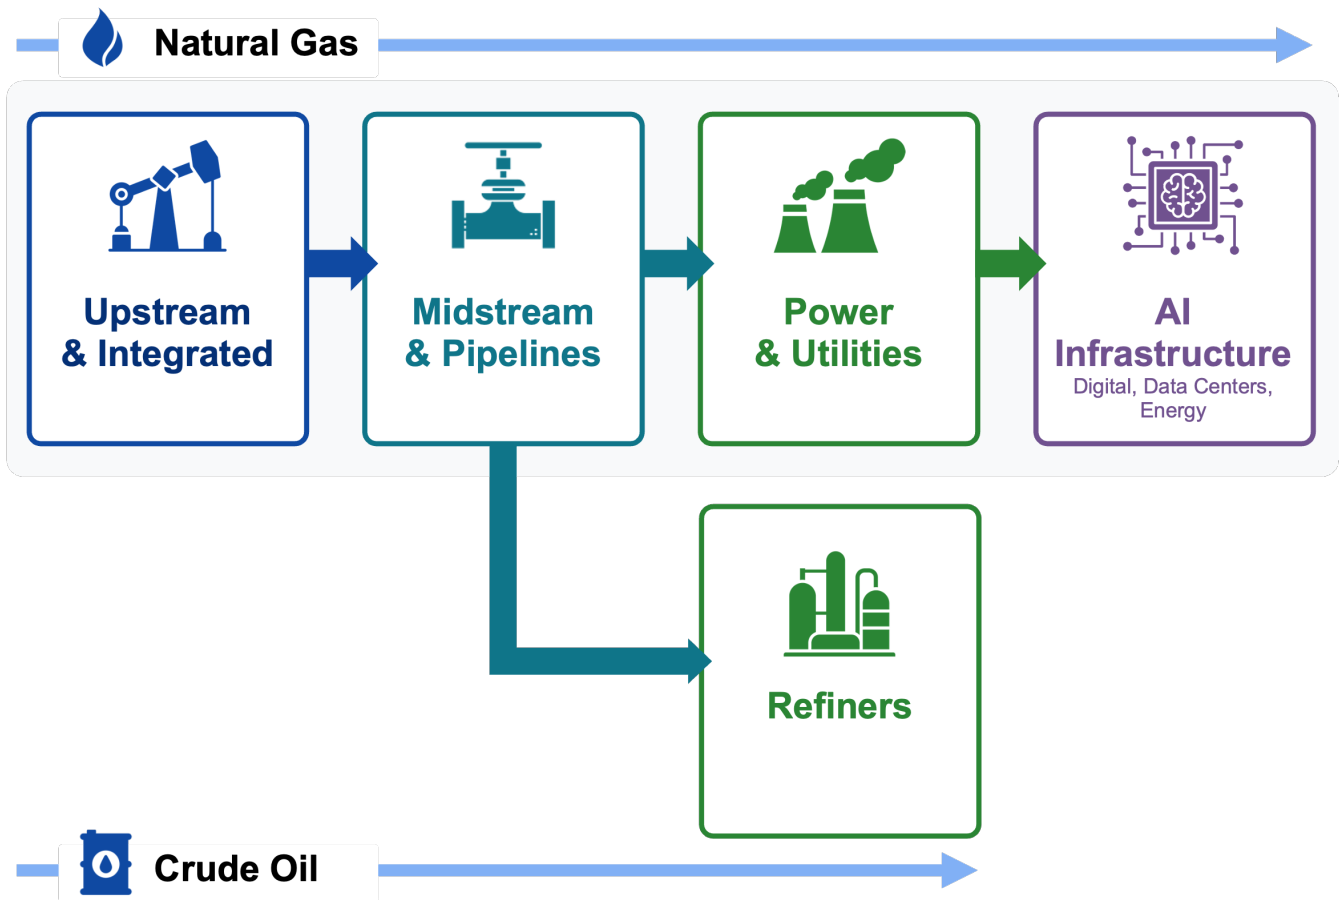 Natural Gas
Upstream
& Integrated
Midstream
& Pipelines
Power
& Utilities
AI
Infrastructure
Digital, Data Centers,
Energy
Refiners
Crude Oil